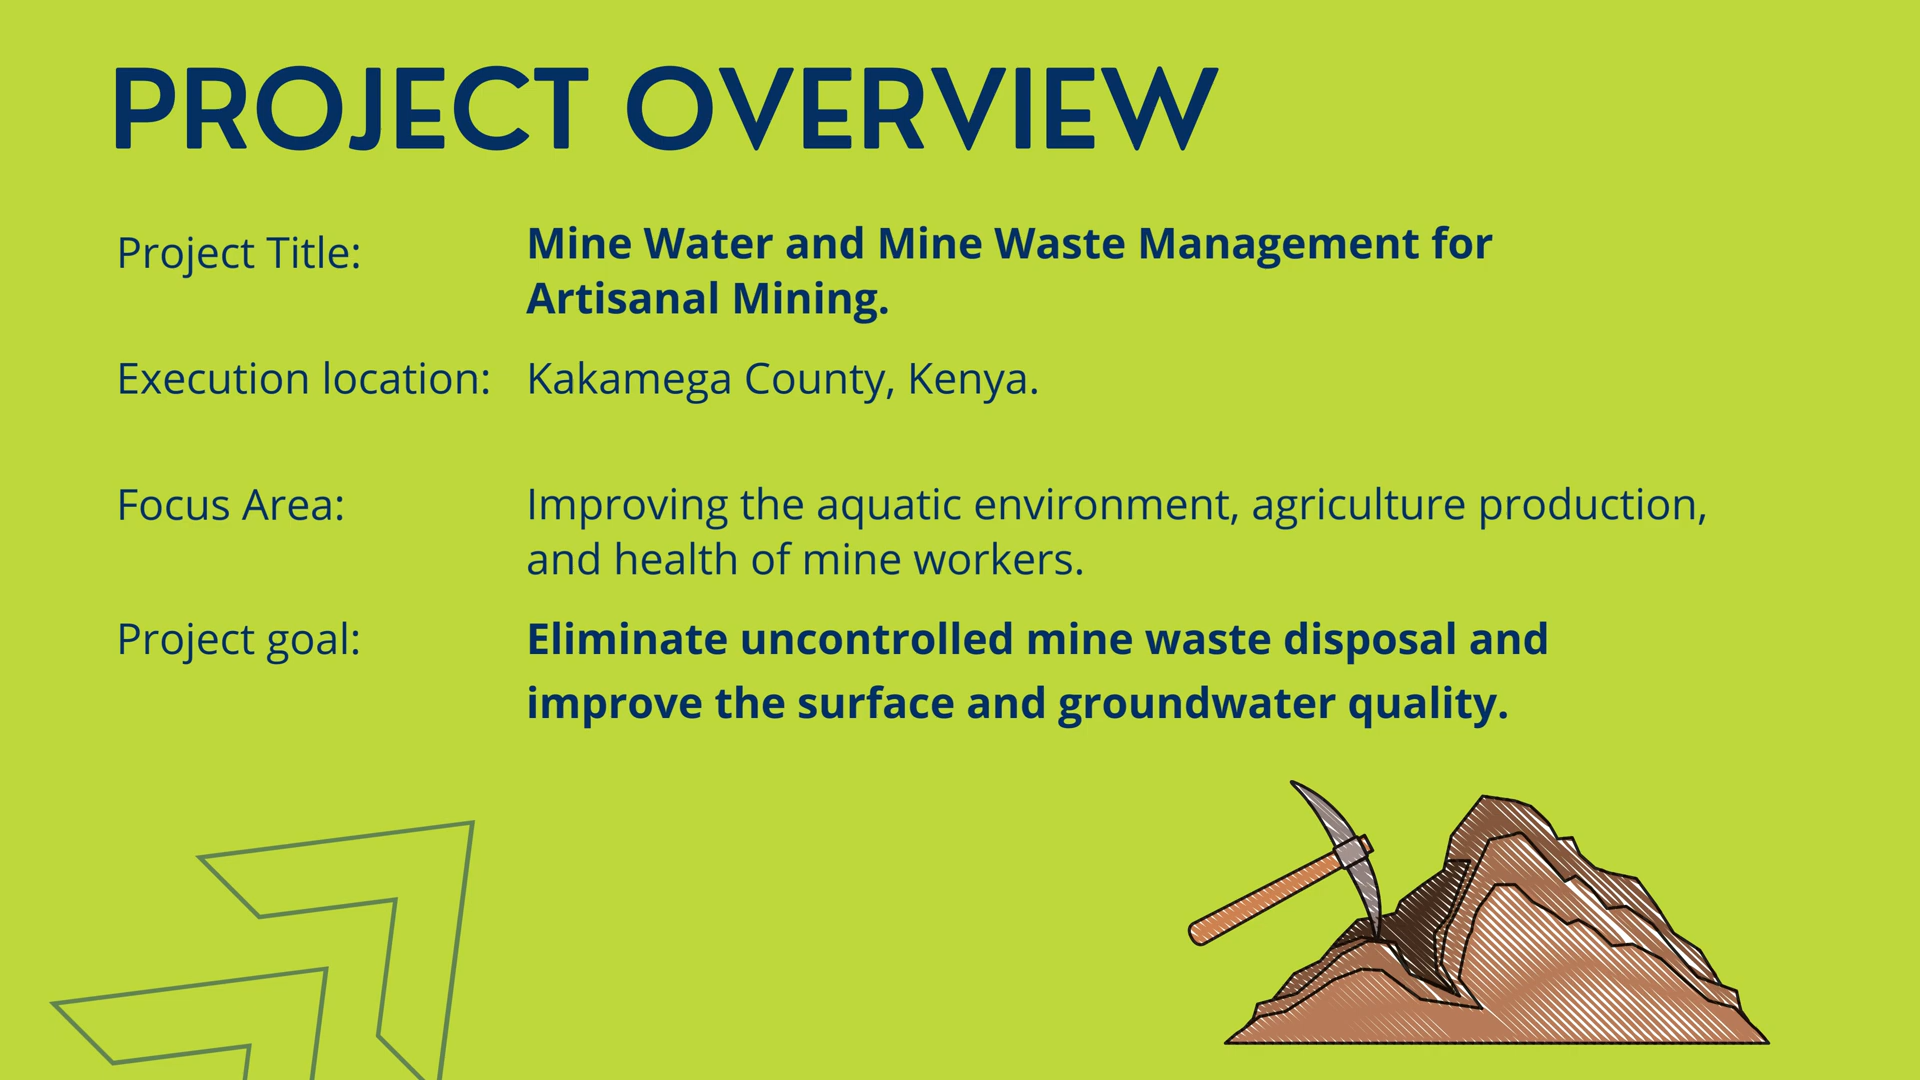 PROJECT OVERVIEW
Project Title:
Mine Water and Mine Waste Management for
Artisanal Mining.
Execution location:
Kakamega County, Kenya.
Focus Area:
Improving the aquatic environment, agriculture production,
and health of mine workers.
Project goal:
Eliminate uncontrolled mine waste disposal and
improve the surface and groundwater quality.